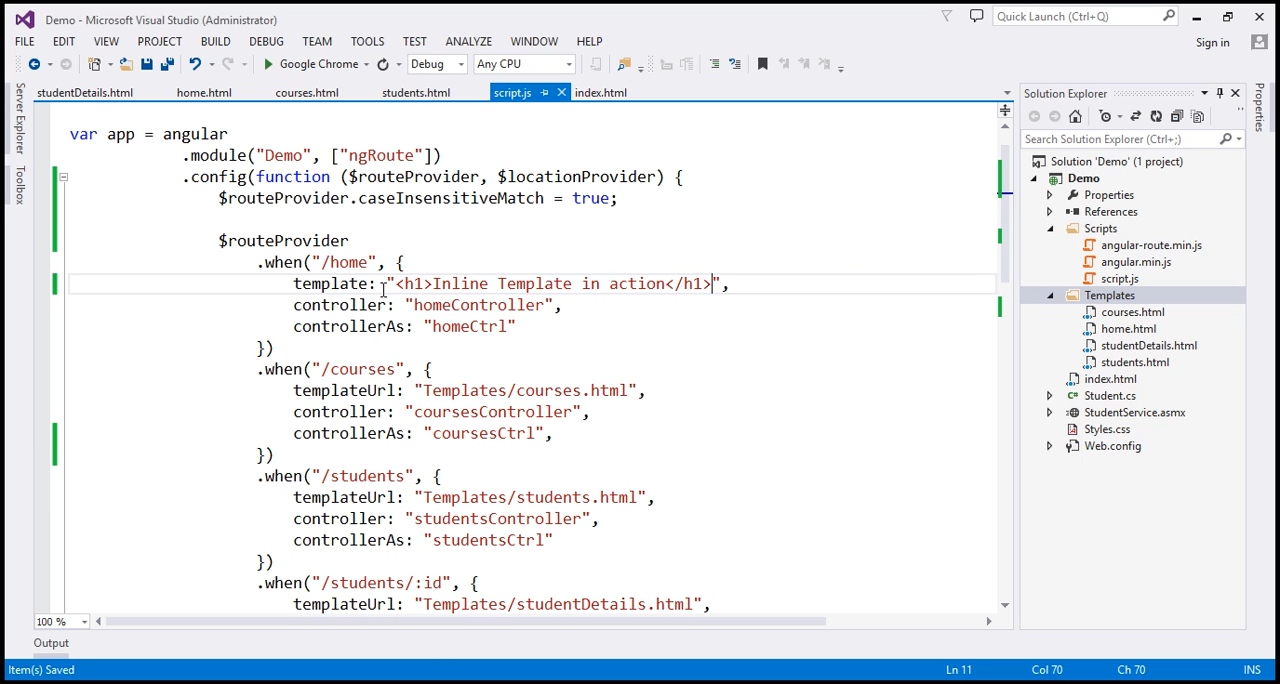 Demo - Microsoft Visual Studio (Administrator)
Quick Launch (Ctrl+Q)
FILE EDIT VIEW PROJECT BUILD DEBUG TEAM TOOLS TEST ANALYZE WINDOW HELP
Sign in
Google Chrome Debug Any CPU
studentDetails.html home.html courses.html students.html script.js index.html
Server Explorer
Toolbox
var app = angular
.module("Demo", ["ngRoute"])
.config(function ($routeProvider, $locationProvider) {
$routeProvider.caseInsensitiveMatch = true;
$routeProvider
.when("/home", {
template: "<h1>Inline Template in action</h1>",
controller: "homeController",
controllerAs: "homeCtrl"
})
.when("/courses", {
templateUrl: "Templates/courses.html",
controller: "coursesController",
controllerAs: "coursesCtrl",
})
.when("/students", {
templateUrl: "Templates/students.html",
controller: "studentsController",
controllerAs: "studentsCtrl"
})
.when("/students/:id", {
templateUrl: "Templates/studentDetails.html",
100 %
Solution Explorer
Search Solution Explorer (Ctrl+;)
Solution 'Demo' (1 project)
Demo
Properties
References
Scripts
angular-route.min.js
angular.min.js
script.js
Templates
courses.html
home.html
studentDetails.html
students.html
index.html
Student.cs
StudentService.asmx
Styles.css
Web.config
Properties
Output
Item(s) Saved
Ln 11 Col 70 Ch 70 INS